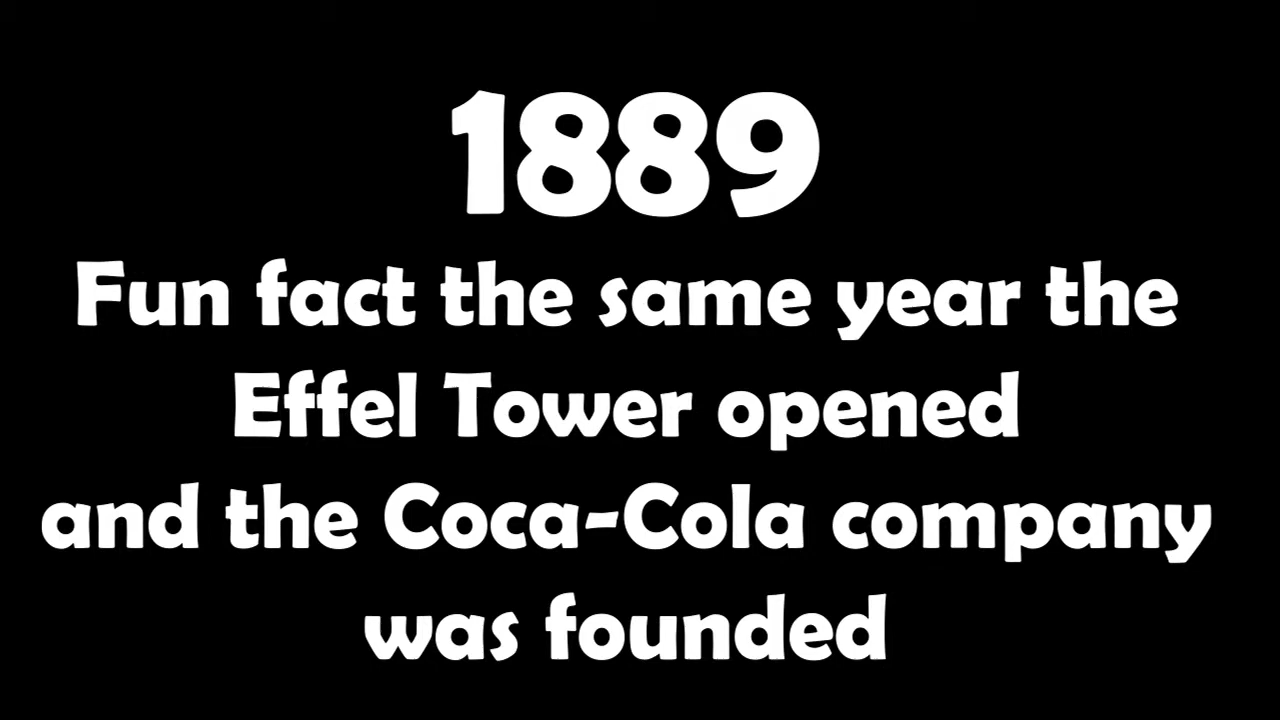 1889
Fun fact the same year the
Effel Tower opened
and the Coca-Cola company
was founded